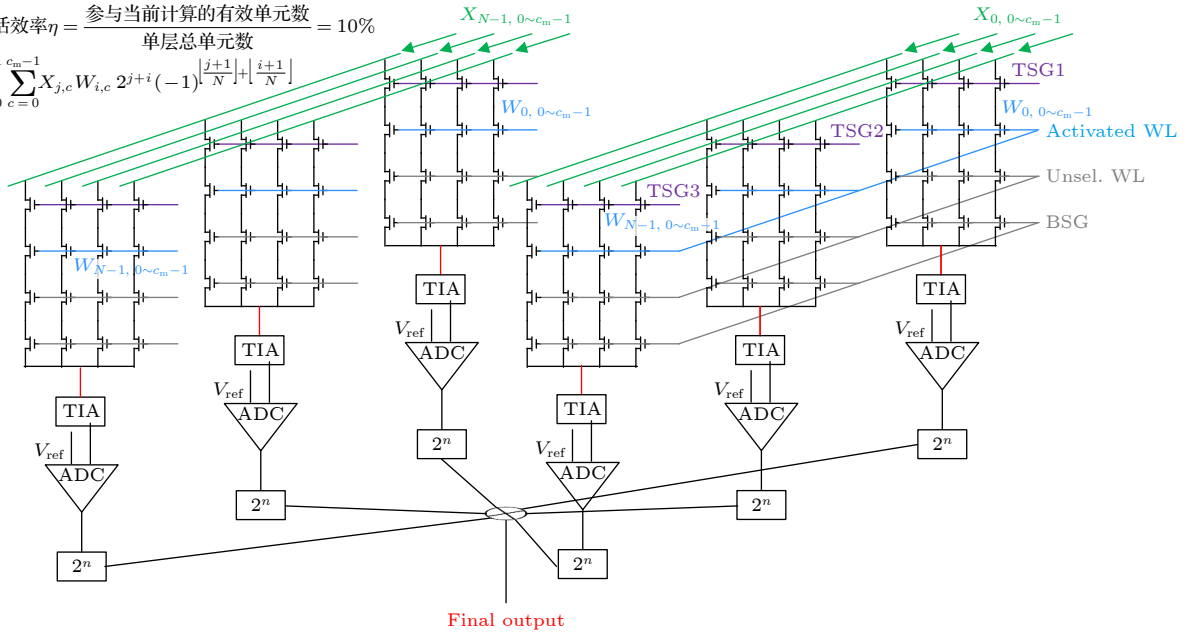 活效率η = 参与当前计算的有效单元数 / 单层总单元数 = 10%
∑ c=0 c_m−1 X_{j,c} W_{i,c} 2^{j+i} (−1)^{⌊(j+1)/N⌋+⌊(i+1)/N⌋}
X_{N−1, 0∼c_m−1}
X_{0, 0∼c_m−1}
TSG1
W_{0, 0∼c_m−1}
W_{0, 0∼c_m−1}
TSG2
Activated WL
Unsel. WL
TSG3
W_{N−1, 0∼c_m−1}
BSG
W_{N−1, 0∼c_m−1}
TIA
TIA
V_ref
ADC
V_ref
ADC
TIA
TIA
V_ref
ADC
V_ref
ADC
TIA
TIA
2^n
2^n
V_ref
ADC
V_ref
ADC
2^n
2^n
2^n
2^n
Final output